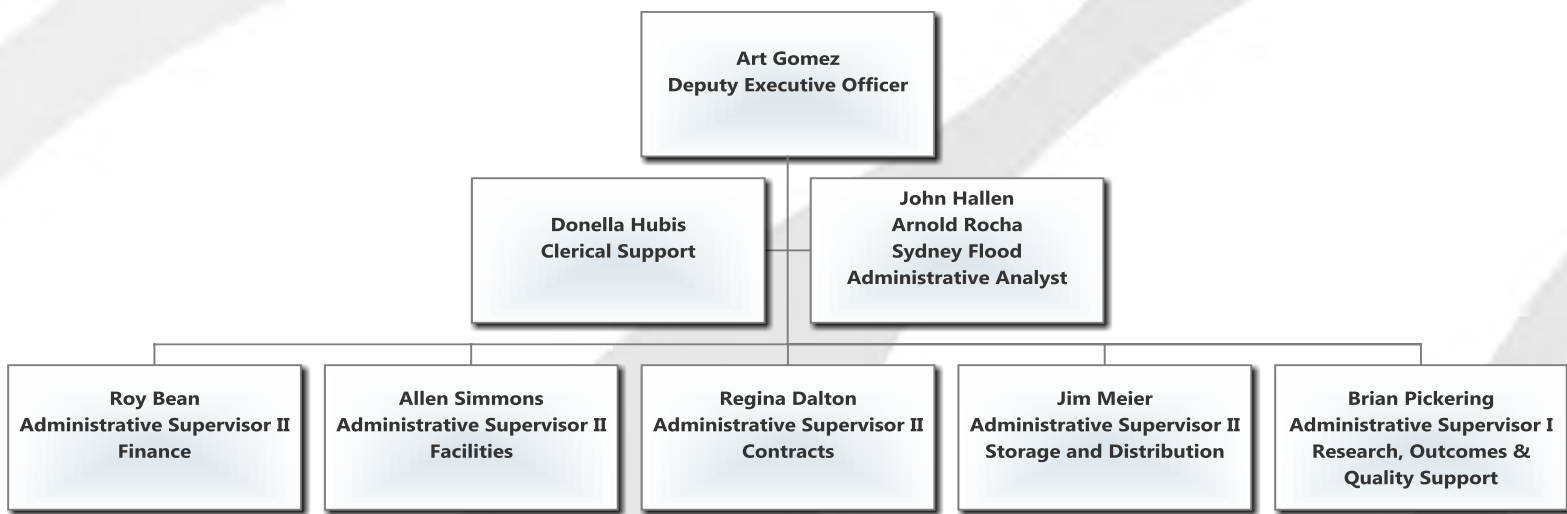 Art Gomez
Deputy Executive Officer
Donella Hubis
Clerical Support
John Hallen
Arnold Rocha
Sydney Flood
Administrative Analyst
Roy Bean
Administrative Supervisor II
Finance
Allen Simmons
Administrative Supervisor II
Facilities
Regina Dalton
Administrative Supervisor II
Contracts
Jim Meier
Administrative Supervisor II
Storage and Distribution
Brian Pickering
Administrative Supervisor I
Research, Outcomes &
Quality Support